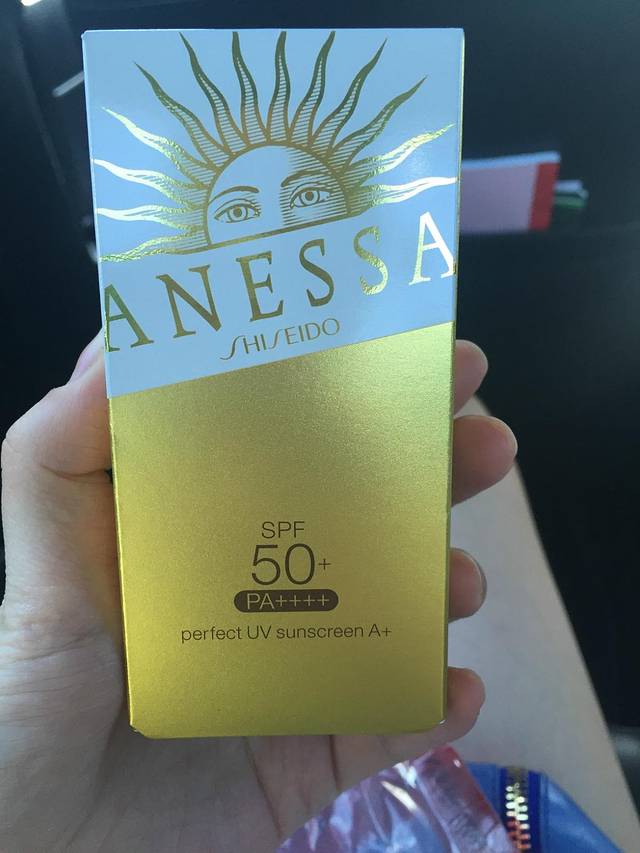 ANESSA
SHISEIDO
SPF
50+
PA++++
perfect UV sunscreen A+